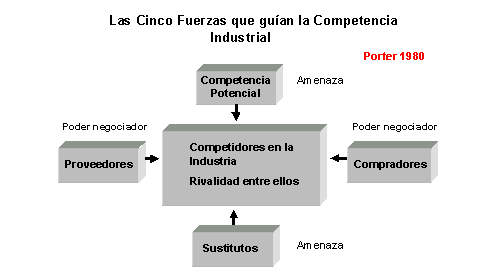 Las Cinco Fuerzas que guían la Competencia
Industrial
Porter 1980
Competencia
Potencial
Amenaza
Poder negociador
Poder negociador
Proveedores
Competidores en la
Industria
Rivalidad entre ellos
Compradores
Sustitutos
Amenaza